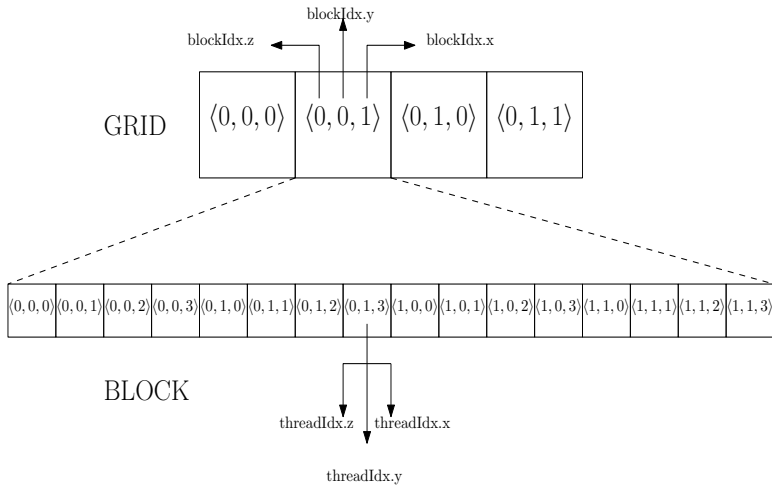 blockIdx.y
blockIdx.z
blockIdx.x
GRID
⟨0, 0, 0⟩ ⟨0, 0, 1⟩ ⟨0, 1, 0⟩ ⟨0, 1, 1⟩
⟨0, 0, 0⟩ ⟨0, 0, 1⟩ ⟨0, 0, 2⟩ ⟨0, 0, 3⟩ ⟨0, 1, 0⟩ ⟨0, 1, 1⟩ ⟨0, 1, 2⟩ ⟨0, 1, 3⟩ ⟨1, 0, 0⟩ ⟨1, 0, 1⟩ ⟨1, 0, 2⟩ ⟨1, 0, 3⟩ ⟨1, 1, 0⟩ ⟨1, 1, 1⟩ ⟨1, 1, 2⟩ ⟨1, 1, 3⟩
BLOCK
threadIdx.z
threadIdx.x
threadIdx.y